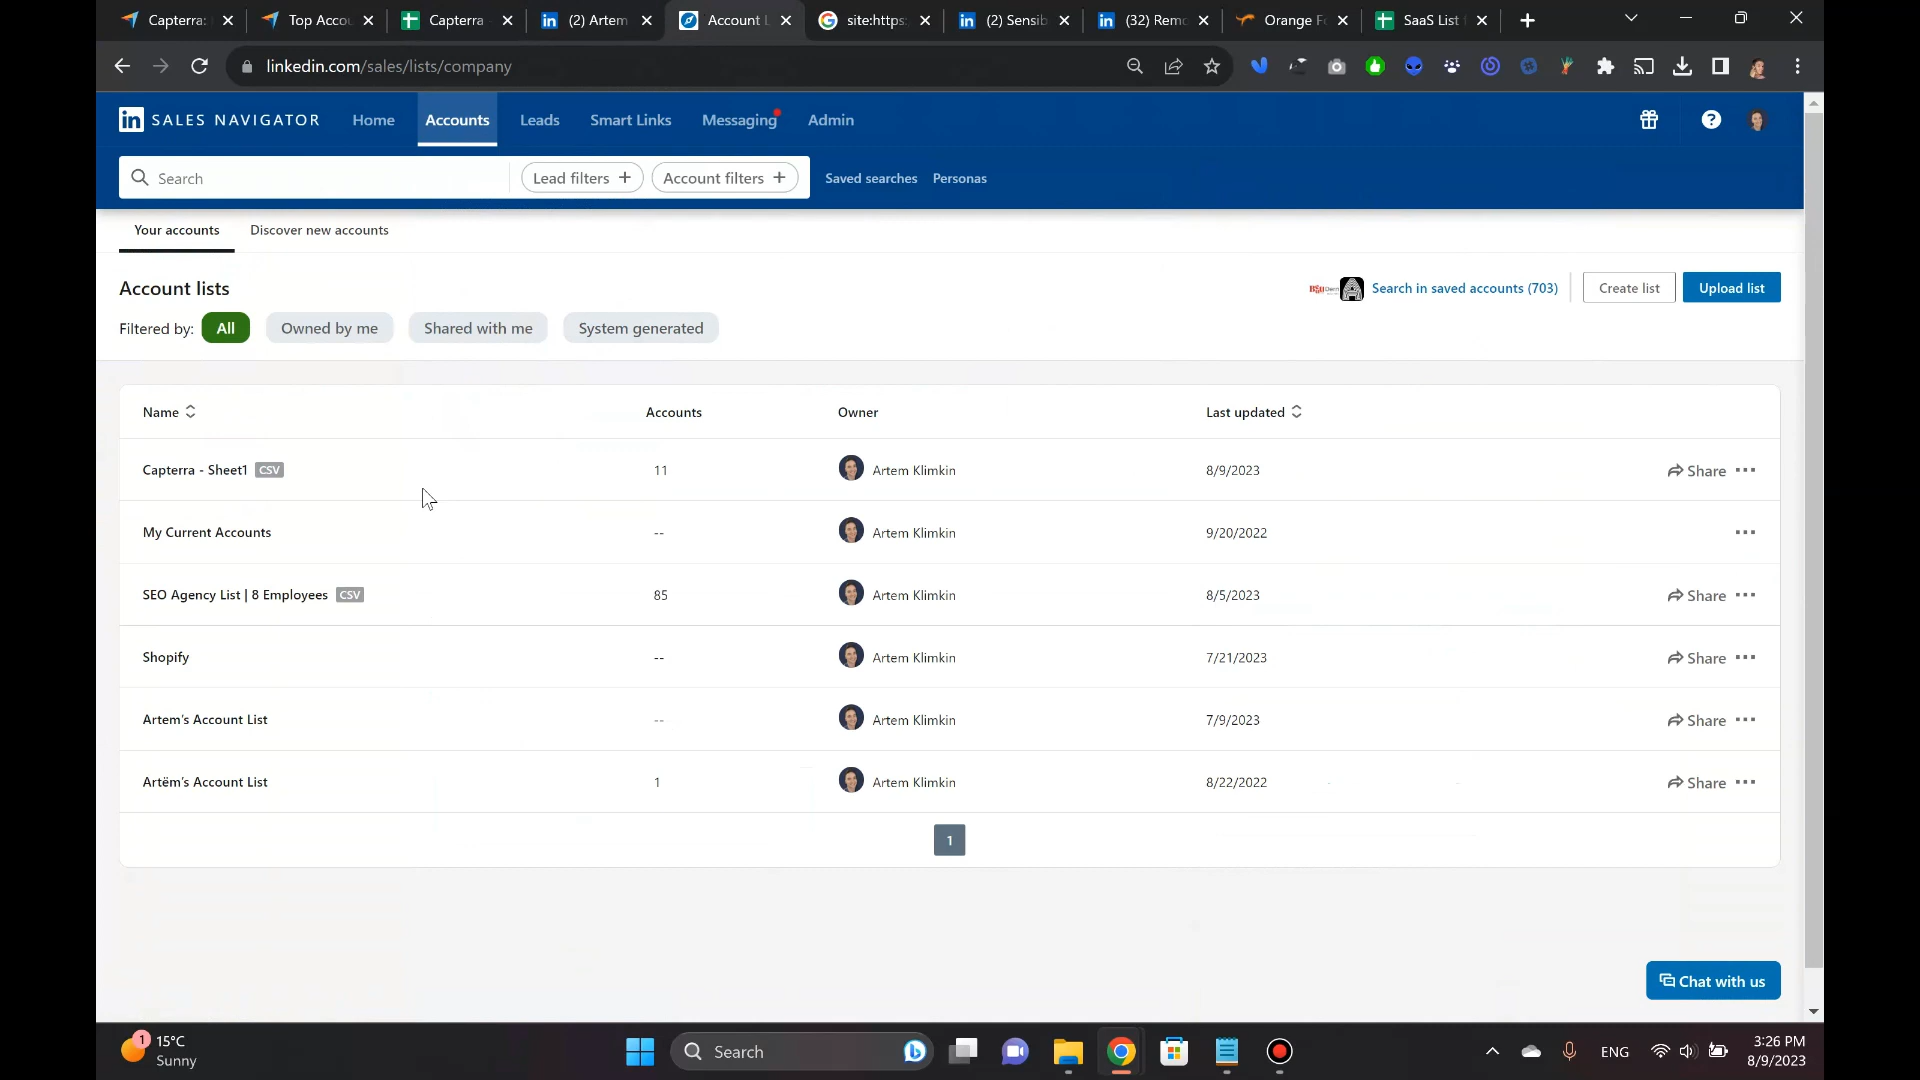 Capterra:
Top Accou
Capterra
(2) Artem
Account L
site:https:
(2) Sensib
(32) Remo
Orange Fo
SaaS List
linkedin.com/sales/lists/company
in SALES NAVIGATOR
Home
Accounts
Leads
Smart Links
Messaging
Admin
Search
Lead filters +
Account filters +
Saved searches
Personas
Your accounts
Discover new accounts
Account lists
Search in saved accounts (703)
Create list
Upload list
Filtered by:
All
Owned by me
Shared with me
System generated
Name
Accounts
Owner
Last updated
Capterra - Sheet1 CSV
11
Artem Klimkin
8/9/2023
Share
My Current Accounts
--
Artem Klimkin
9/20/2022
SEO Agency List | 8 Employees CSV
85
Artem Klimkin
8/5/2023
Share
Shopify
--
Artem Klimkin
7/21/2023
Share
Artem's Account List
--
Artem Klimkin
7/9/2023
Share
Artëm's Account List
1
Artem Klimkin
8/22/2022
Share
1
Chat with us
1
15°C
Sunny
Search
ENG
3:26 PM
8/9/2023